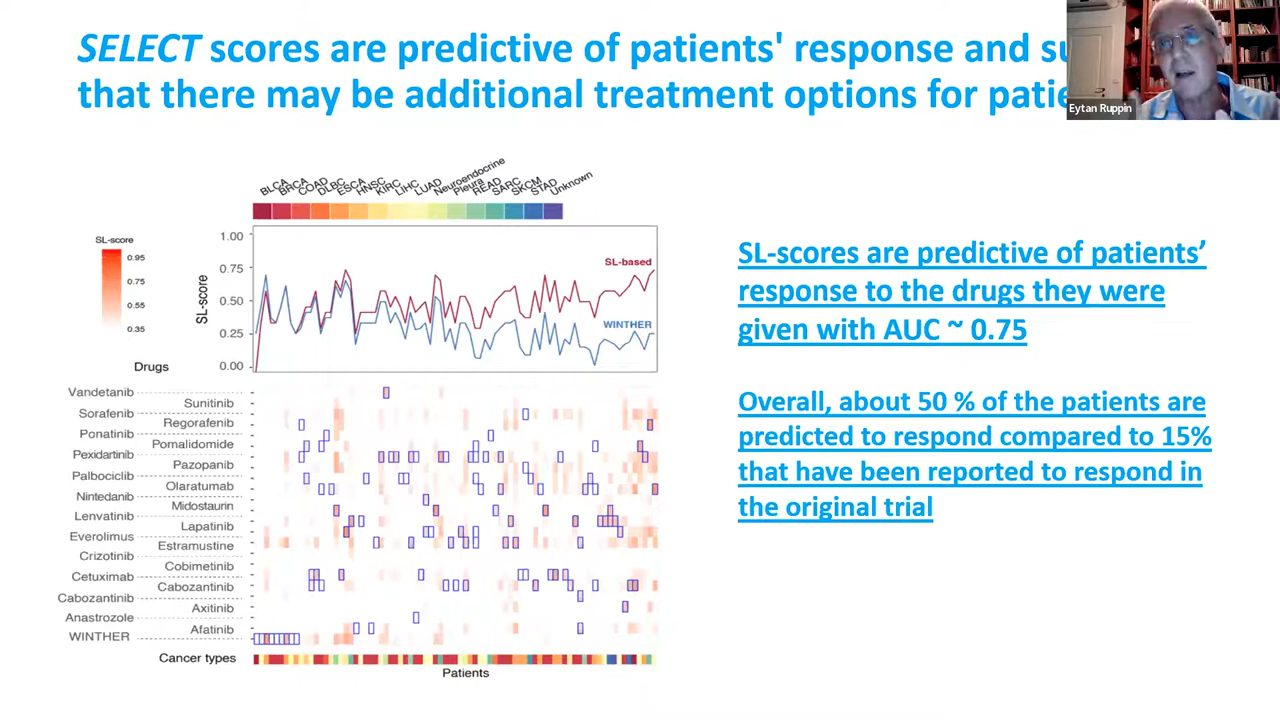 SELECT scores are predictive of patients' response and
that there may be additional treatment options for
Eytan Ruppin
BLCA
BRCA
COAD
DLBC
ESCA
HNSC
KIRC
LIHC
LUAD
Neuroendocrine
Pleura
READ
SARC
SKCM
STAD
Unknown
SL-score
0.95
0.75
0.55
0.35
SL-score
1.00
0.75
0.50
0.25
0.00
SL-based
WINTHER
Drugs
Vandetanib
Sunitinib
Sorafenib
Regorafenib
Ponatinib
Pomalidomide
Pexidartinib
Pazopanib
Palbociclib
Olaratumab
Nintedanib
Midostaurin
Lenvatinib
Lapatinib
Everolimus
Estramustine
Crizotinib
Cobimetinib
Cetuximab
Cabozantinib
Cabozantinib
Axitinib
Anastrozole
Afatinib
WINTHER
Cancer types
Patients
SL-scores are predictive of patients’
response to the drugs they were
given with AUC ~ 0.75
Overall, about 50 % of the patients are
predicted to respond compared to 15%
that have been reported to respond in
the original trial